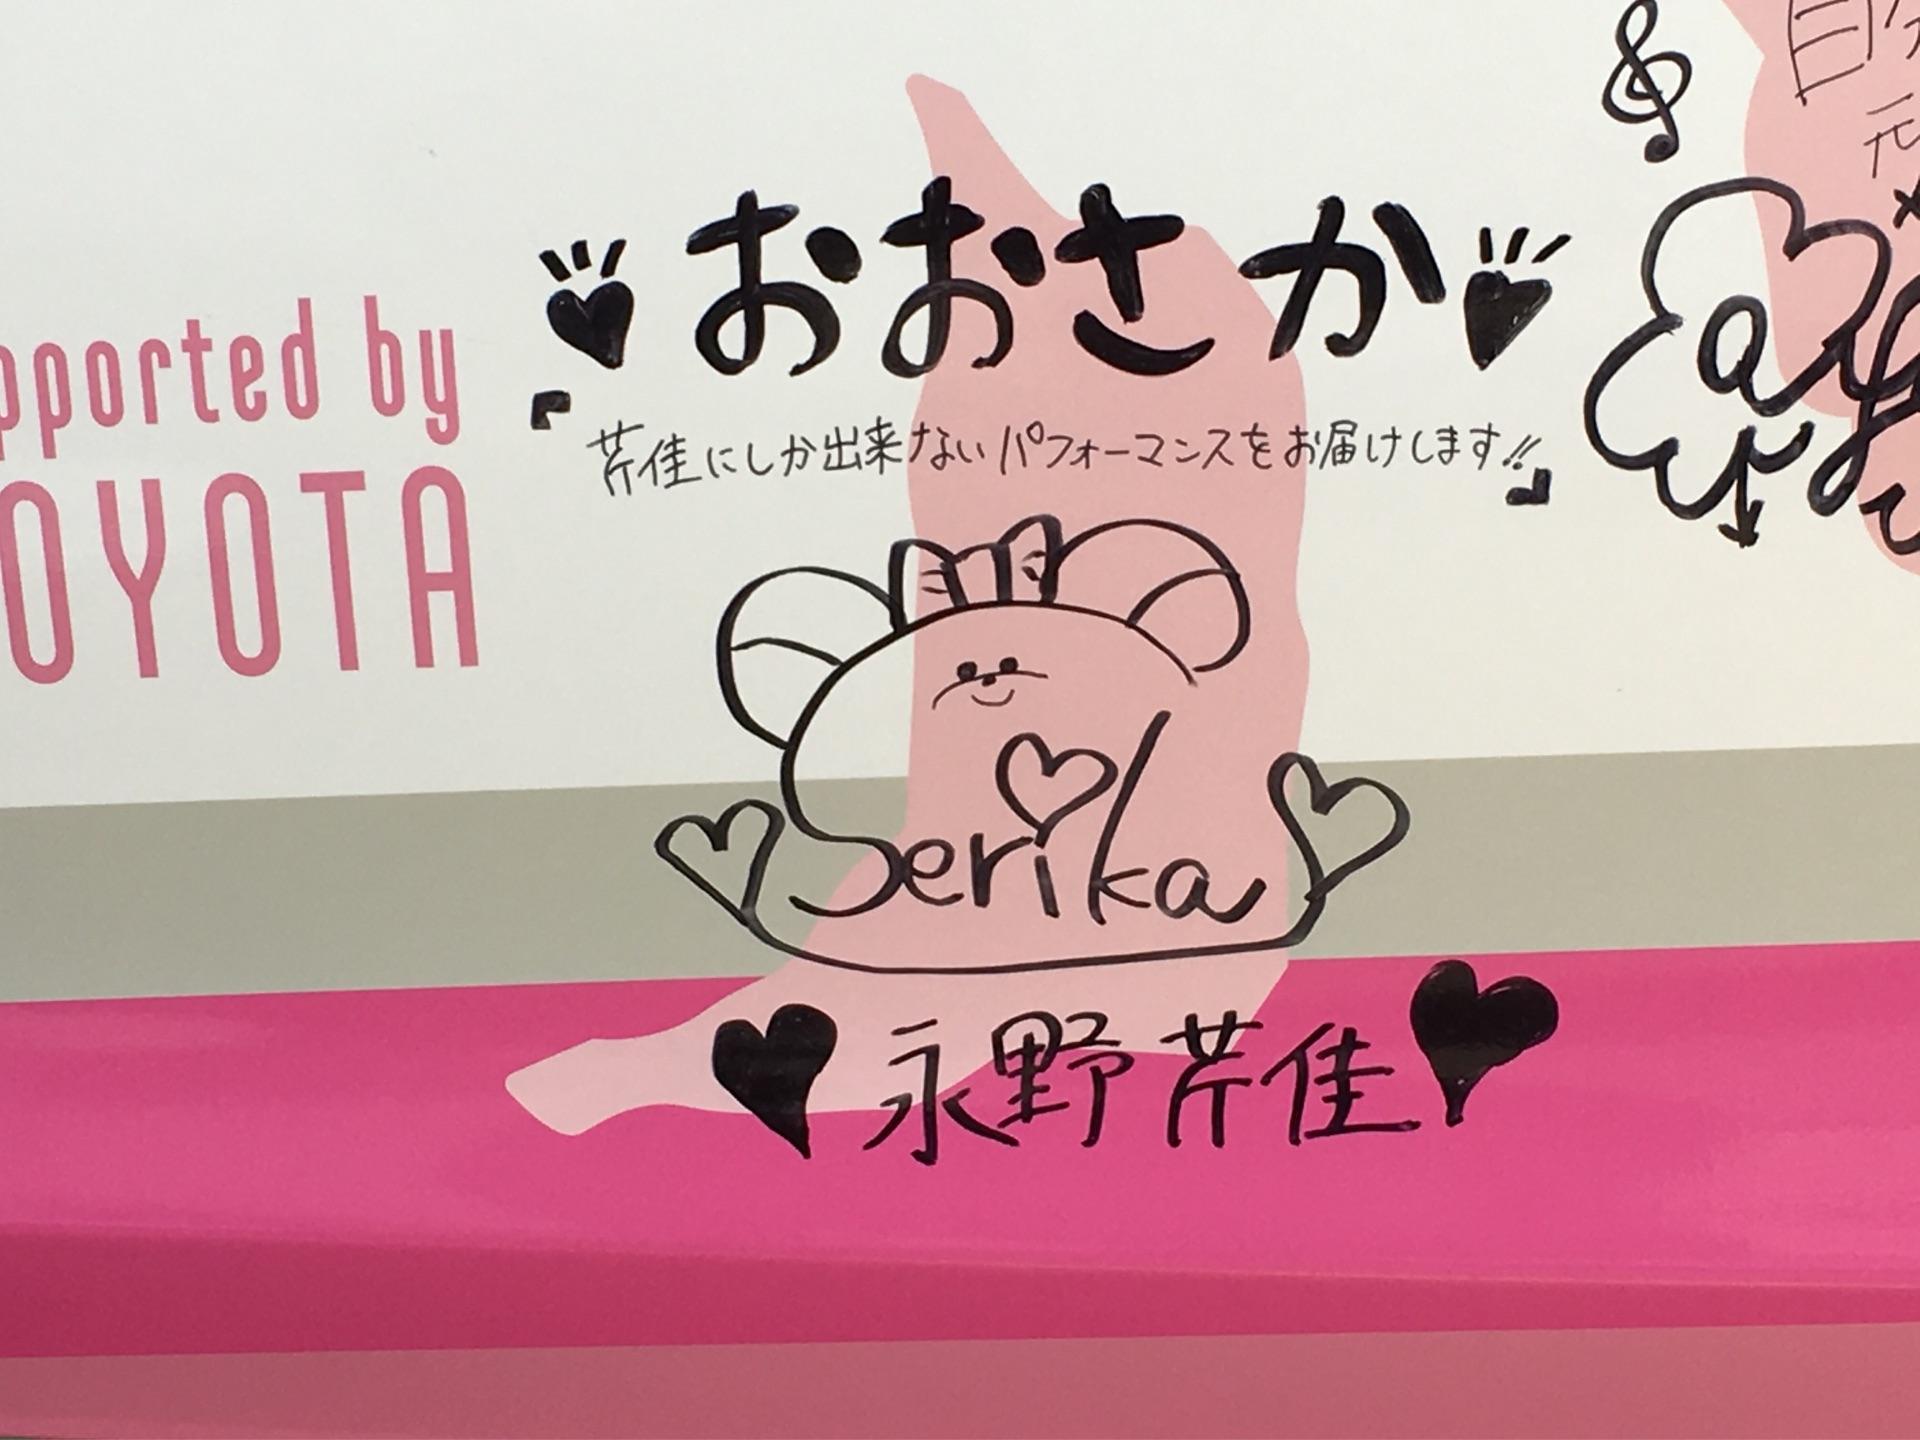 おおさか
『芹佳にしか出来ないパフォーマンスをお届けします!!』
pported by
OYOTA
Serika
永野芹佳